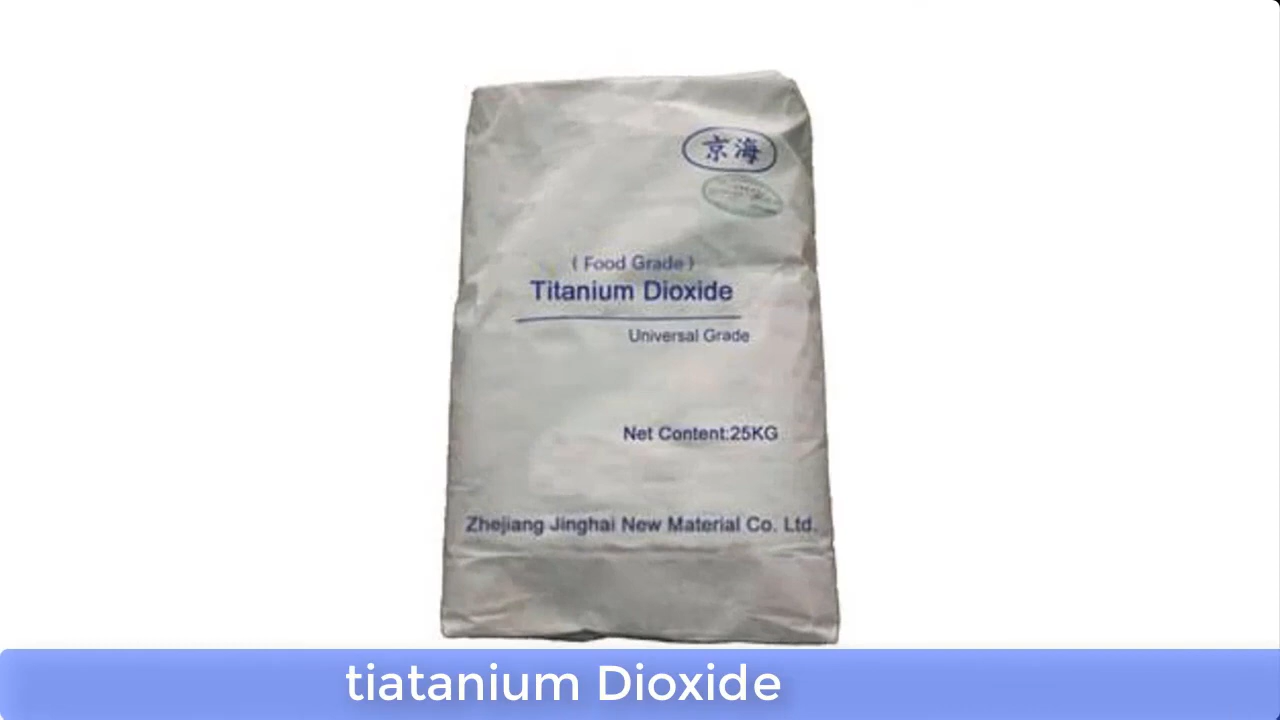 京海
( Food Grade )
Titanium Dioxide
Universal Grade
Net Content:25KG
Zhejiang Jinghai New Material Co. Ltd.
tiatanium Dioxide